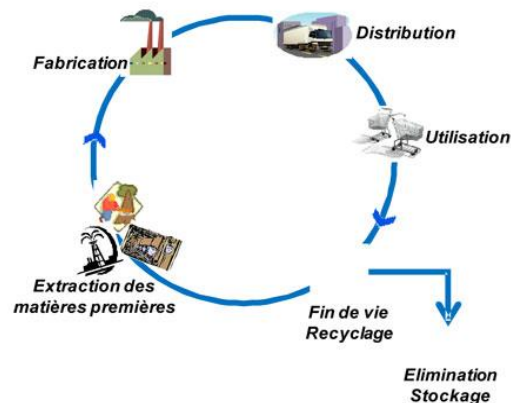 Fabrication
Distribution
Utilisation
Extraction des
matières premières
Fin de vie
Recyclage
Elimination
Stockage